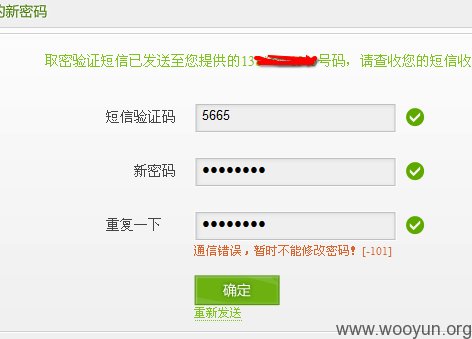 的新密码
取密验证短信已发送至您提供的13号码，请查收您的短信收
短信验证码 5665
新密码 ●●●●●●●●
重复一下 ●●●●●●●●
通信错误，暂时不能修改密码！[-101]
确定
重新发送
www.wooyun.org